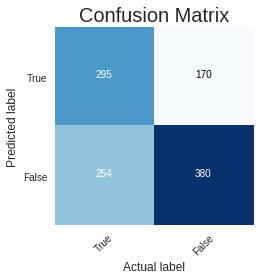 Confusion Matrix
Predicted label
True
295
170
False
254
380
True
False
Actual label